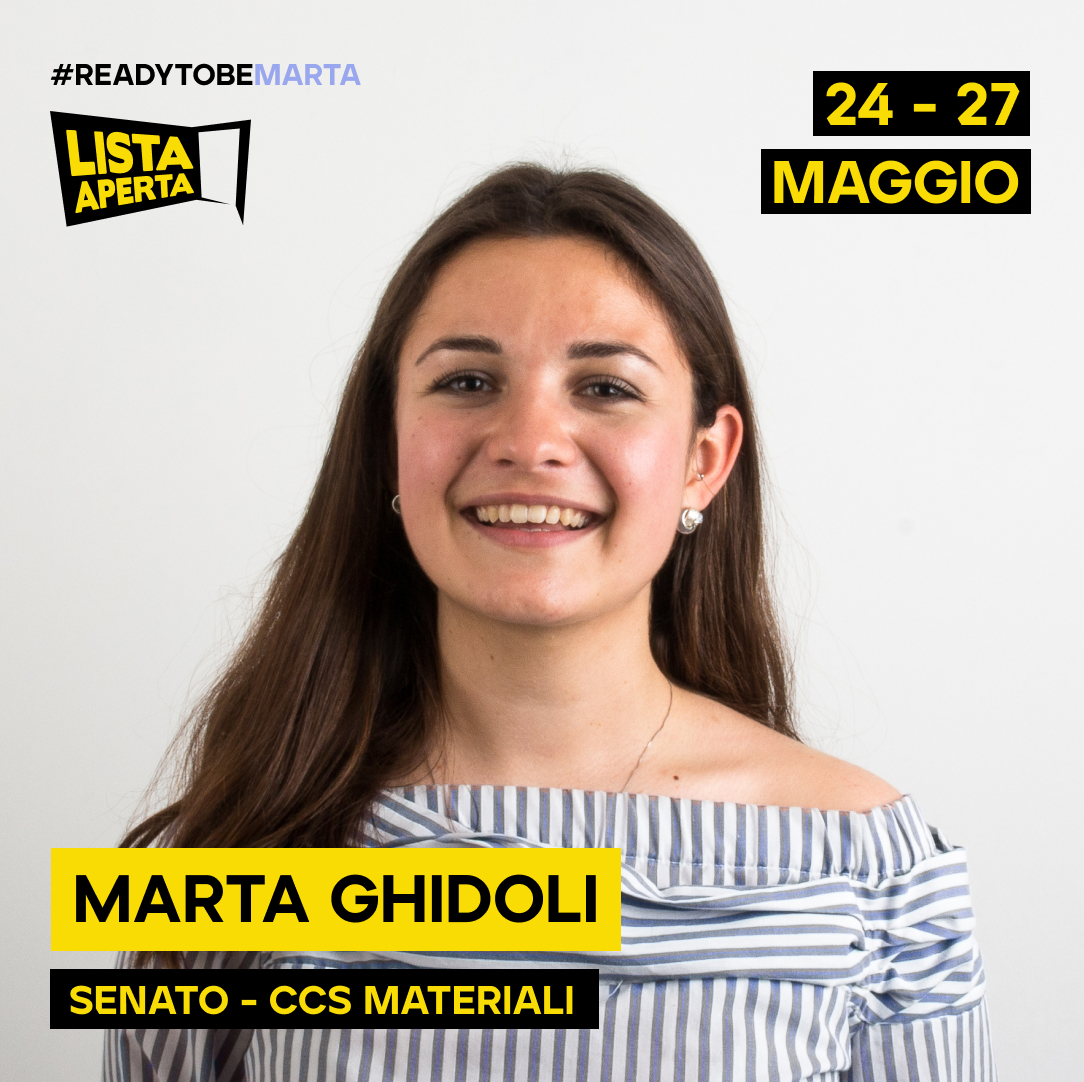 #READYTOBEMARTA
LISTA
APERTA
24 - 27
MAGGIO
MARTA GHIDOLI
SENATO - CCS MATERIALI